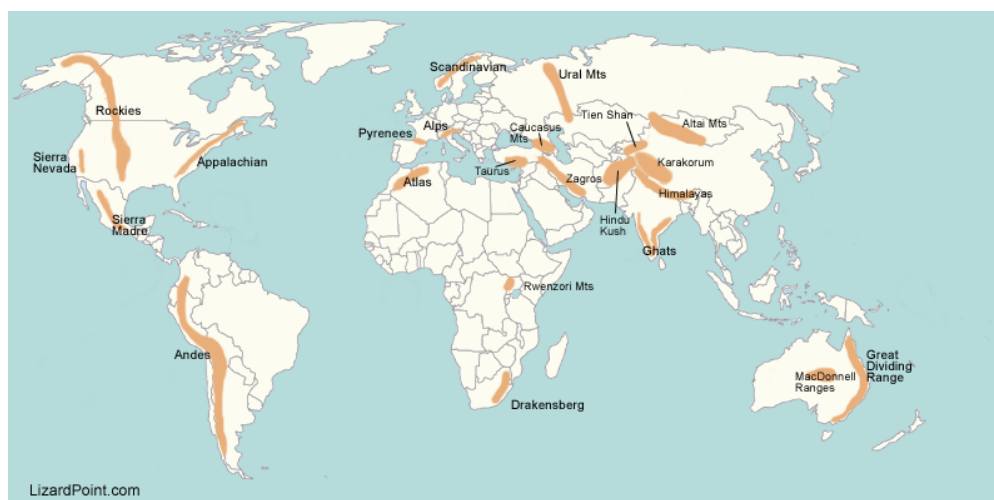 Scandinavian
Ural Mts
Rockies
Tien Shan
Altai Mts
Pyrenees
Alps
Caucasus
Mts
Sierra
Nevada
Appalachian
Karakorum
Taurus
Zagros
Atlas
Himalayas
Sierra
Madre
Hindu
Kush
Ghats
Rwenzori Mts
Andes
Great
Dividing
Range
MacDonnell
Ranges
Drakensberg
LizardPoint.com